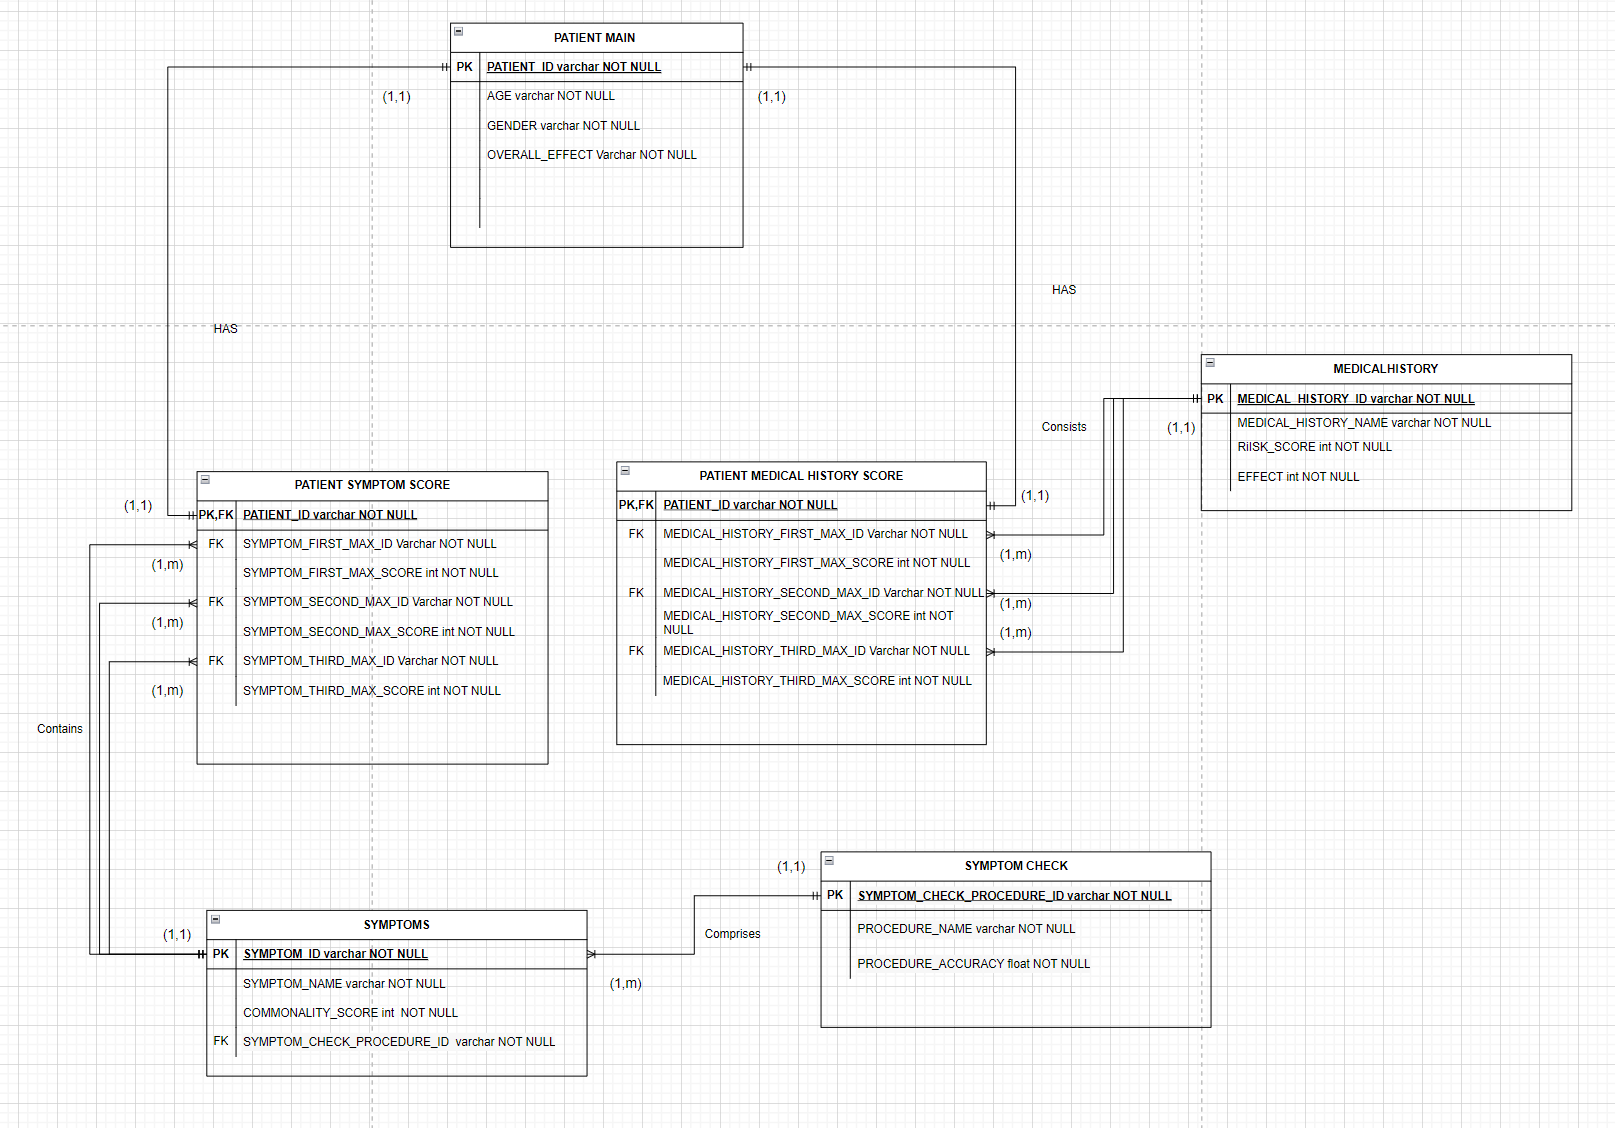 PATIENT MAIN
PK PATIENT_ID varchar NOT NULL
(1,1)
(1,1)
AGE varchar NOT NULL
GENDER varchar NOT NULL
OVERALL_EFFECT Varchar NOT NULL
HAS
HAS
MEDICALHISTORY
PK MEDICAL_HISTORY_ID varchar NOT NULL
(1,1)
MEDICAL_HISTORY_NAME varchar NOT NULL
RiISK_SCORE int NOT NULL
EFFECT int NOT NULL
Consists
PATIENT SYMPTOM SCORE
(1,1)
PK,FK PATIENT_ID varchar NOT NULL
FK SYMPTOM_FIRST_MAX_ID Varchar NOT NULL
(1,m)
SYMPTOM_FIRST_MAX_SCORE int NOT NULL
FK SYMPTOM_SECOND_MAX_ID Varchar NOT NULL
(1,m)
SYMPTOM_SECOND_MAX_SCORE int NOT NULL
FK SYMPTOM_THIRD_MAX_ID Varchar NOT NULL
(1,m)
SYMPTOM_THIRD_MAX_SCORE int NOT NULL
Contains
PATIENT MEDICAL HISTORY SCORE
PK,FK PATIENT_ID varchar NOT NULL
(1,1)
FK MEDICAL_HISTORY_FIRST_MAX_ID Varchar NOT NULL
(1,m)
MEDICAL_HISTORY_FIRST_MAX_SCORE int NOT NULL
FK MEDICAL_HISTORY_SECOND_MAX_ID Varchar NOT NULL
(1,m)
MEDICAL_HISTORY_SECOND_MAX_SCORE int NOT
NULL
(1,m)
FK MEDICAL_HISTORY_THIRD_MAX_ID Varchar NOT NULL
MEDICAL_HISTORY_THIRD_MAX_SCORE int NOT NULL
SYMPTOM CHECK
(1,1)
PK SYMPTOM_CHECK_PROCEDURE_ID varchar NOT NULL
PROCEDURE_NAME varchar NOT NULL
PROCEDURE_ACCURACY float NOT NULL
Comprises
SYMPTOMS
(1,1)
PK SYMPTOM_ID varchar NOT NULL
(1,m)
SYMPTOM_NAME varchar NOT NULL
COMMONALITY_SCORE int  NOT NULL
FK SYMPTOM_CHECK_PROCEDURE_ID  varchar NOT NULL